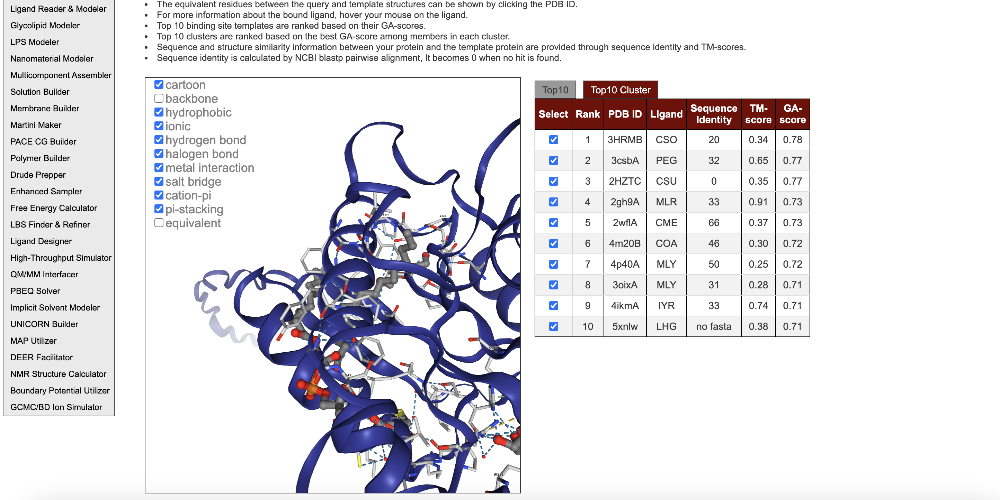 Ligand Reader & Modeler
Glycolipid Modeler
LPS Modeler
Nanomaterial Modeler
Multicomponent Assembler
Solution Builder
Membrane Builder
Martini Maker
PACE CG Builder
Polymer Builder
Drude Prepper
Enhanced Sampler
Free Energy Calculator
LBS Finder & Refiner
Ligand Designer
High-Throughput Simulator
QM/MM Interfacer
PBEQ Solver
Implicit Solvent Modeler
UNICORN Builder
MAP Utilizer
DEER Facilitator
NMR Structure Calculator
Boundary Potential Utilizer
GCMC/BD Ion Simulator
The equivalent residues between the query and template structures can be shown by clicking the PDB ID.
For more information about the bound ligand, hover your mouse on the ligand.
Top 10 binding site templates are ranked based on their GA-scores.
Top 10 clusters are ranked based on the best GA-score among members in each cluster.
Sequence and structure similarity information between your protein and the template protein are provided through sequence identity and TM-scores.
Sequence identity is calculated by NCBI blastp pairwise alignment, It becomes 0 when no hit is found.
cartoon
backbone
hydrophobic
ionic
hydrogen bond
halogen bond
metal interaction
salt bridge
cation-pi
pi-stacking
equivalent
P271
A269
S42
H8
W235
Top10 Top10 Cluster
Select Rank PDB ID Ligand Sequence Identity TM-score GA-score
1 3HRMB CSO 20 0.34 0.78
2 3csbA PEG 32 0.65 0.77
3 2HZTC CSU 0 0.35 0.77
4 2gh9A MLR 33 0.91 0.73
5 2wflA CME 66 0.37 0.73
6 4m20B COA 46 0.30 0.72
7 4p40A MLY 50 0.25 0.72
8 3oixA MLY 31 0.28 0.71
9 4ikmA IYR 33 0.74 0.71
10 5xnlw LHG no fasta 0.38 0.71